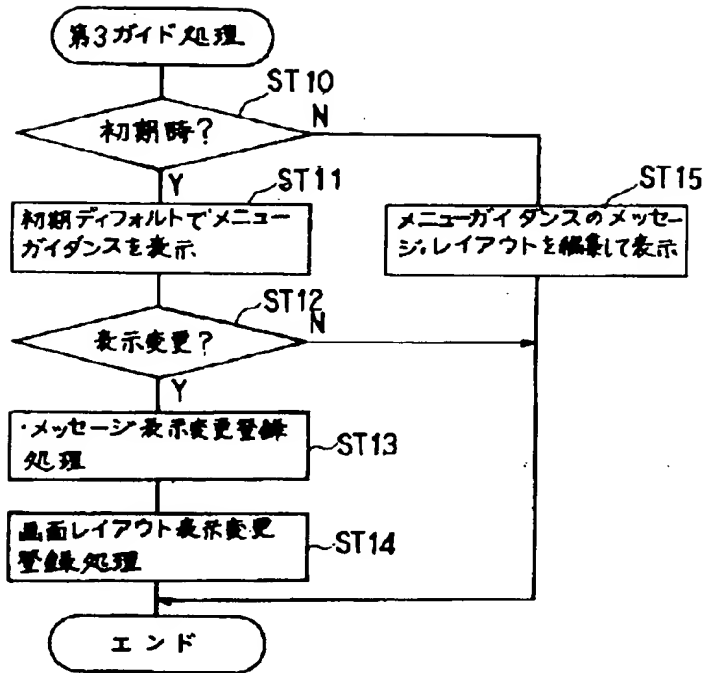 第3ガイド処理
ST10
初期時?
N
Y
ST11
初期ディフォルトでメニュー
ガイダンスを表示
ST15
メニューガイダンスのメッセー
ジ。レイアウトを編集して表示
ST12
表示変更?
N
Y
・メッセージ表示変更登録
処理
ST13
画面レイアウト表示変更
登録処理
ST14
エンド